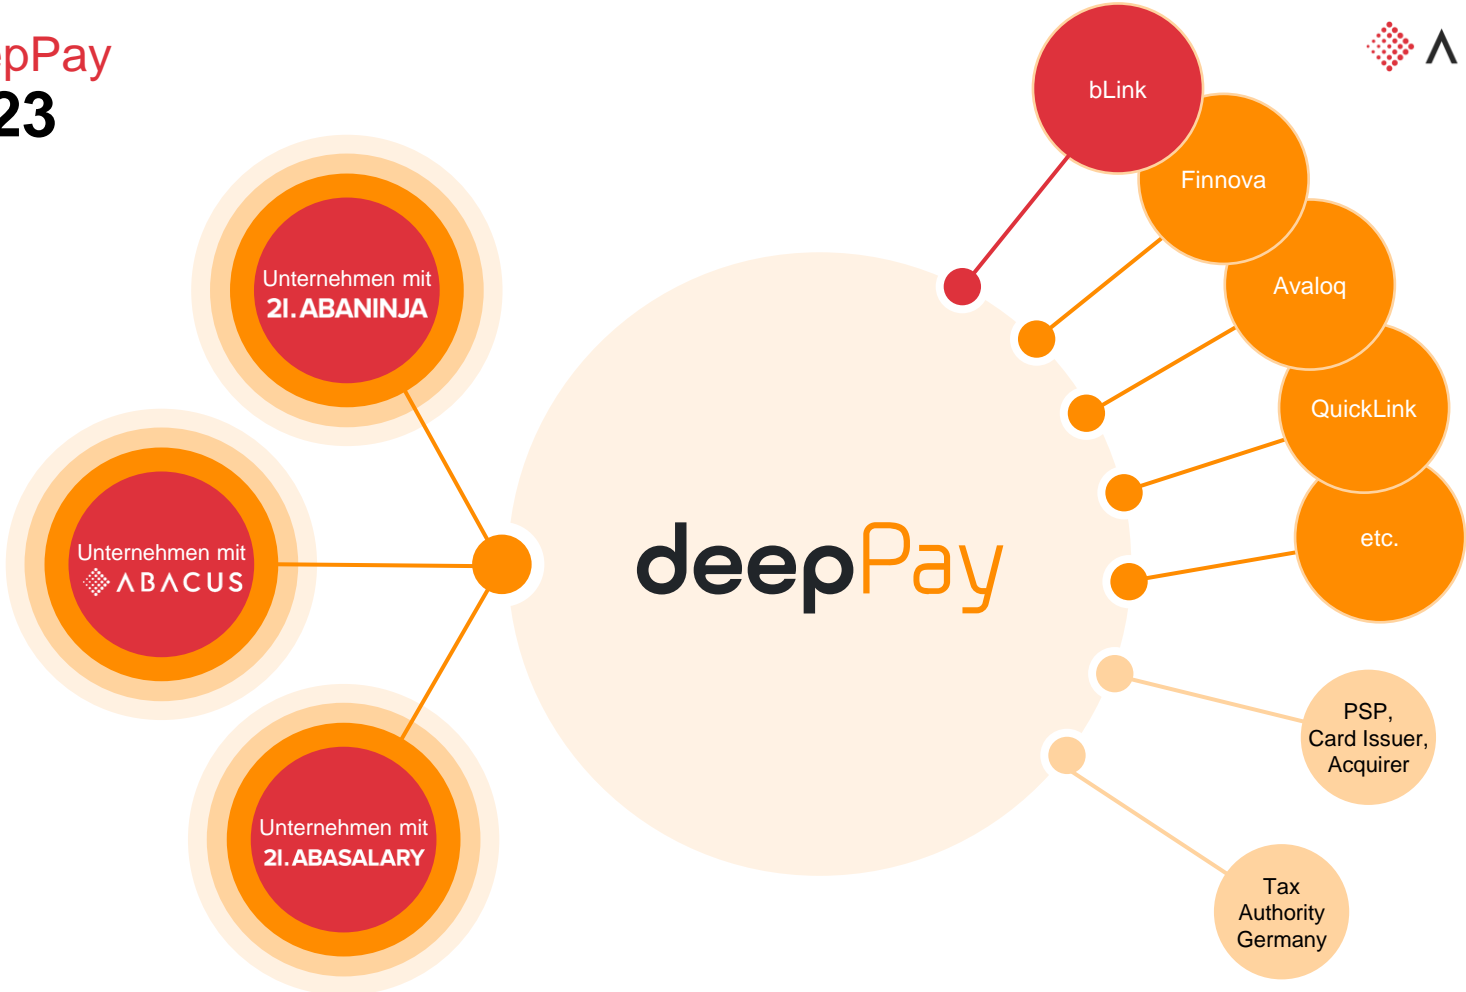 epPay
23
Λ
bLink
Finnova
Avaloq
QuickLink
etc.
Unternehmen mit
21.ABANINJA
Unternehmen mit
ABACUS
Unternehmen mit
21.ABASALARY
deepPay
PSP,
Card Issuer,
Acquirer
Tax
Authority
Germany